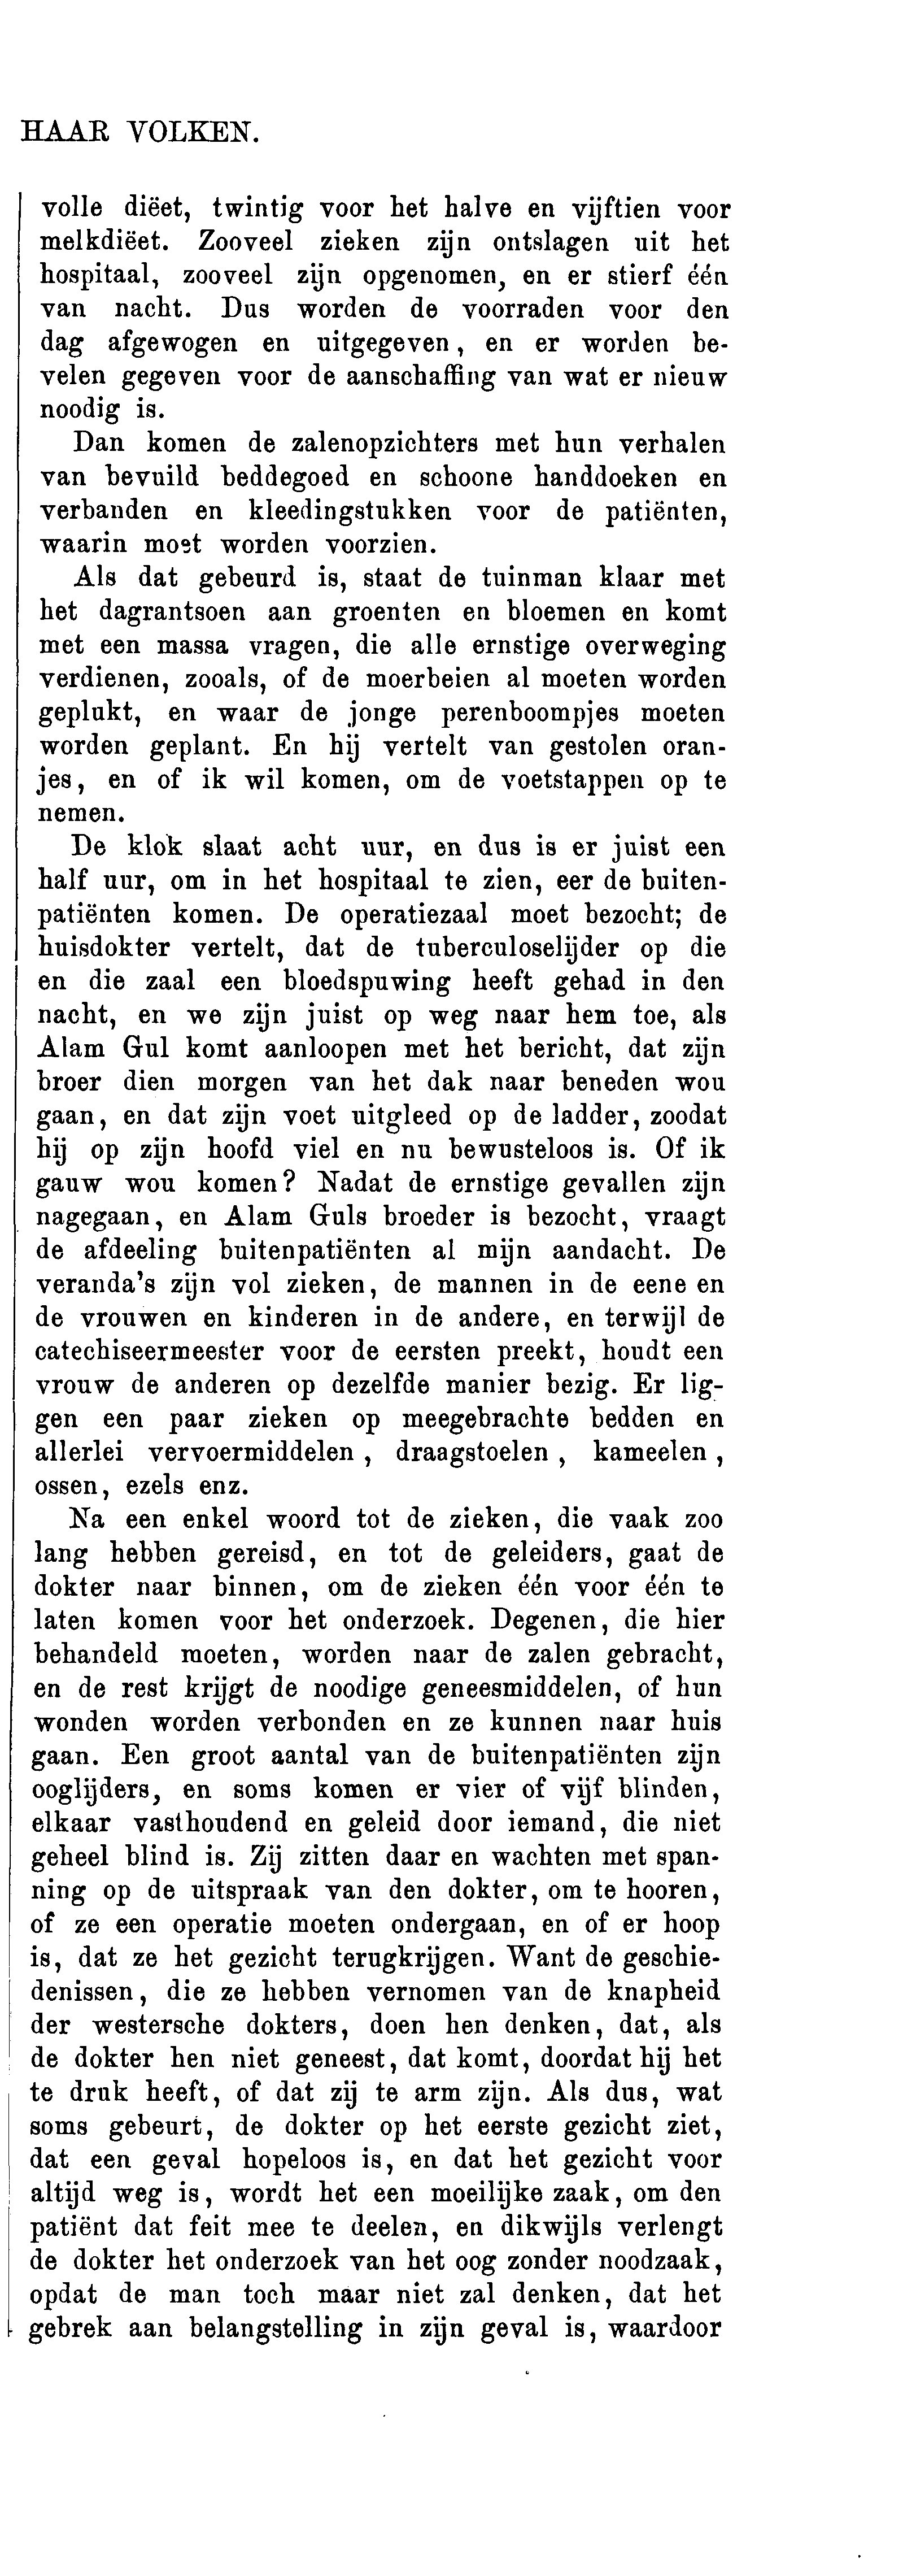 HAAR VOLKEN.
volle diëet, twintig voor het halve en vijftien voor
melkdiëet. Zooveel zieken zijn ontslagen uit het
hospitaal, zooveel zijn opgenomen, en er stierf één
van nacht. Dus worden de voorraden voor den
dag afgewogen en uitgegeven, en er worden be-
velen gegeven voor de aanschaffing van wat er nieuw
noodig is.
Dan komen de zalenopzichters met hun verhalen
van bevuild beddegoed en schoone handdoeken en
verbanden en kleedingstukken voor de patiënten,
waarin moet worden voorzien.
Als dat gebeurd is, staat de tuinman klaar met
het dagrantsoen aan groenten en bloemen en komt
met een massa vragen, die alle ernstige overweging
verdienen, zooals, of de moerbeien al moeten worden
geplukt, en waar de jonge perenboompjes moeten
worden geplant. En hij vertelt van gestolen oran-
jes, en of ik wil komen, om de voetstappen op te
nemen.
De klok slaat acht uur, en dus is er juist een
half uur, om in het hospitaal te zien, eer de buiten-
patiënten komen. De operatiezaal moet bezocht; de
huisdokter vertelt, dat de tuberculoselijder op die
en die zaal een bloedspuwing heeft gehad in den
nacht, en we zijn juist op weg naar hem toe, als
Alam Gul komt aanloopen met het bericht, dat zijn
broer dien morgen van het dak naar beneden wou
gaan, en dat zijn voet uitgleed op de ladder, zoodat
hij op zijn hoofd viel en nu bewusteloos is. Of ik
gauw wou komen? Nadat de ernstige gevallen zijn
nagegaan, en Alam Guls broeder is bezocht, vraagt
de afdeeling buitenpatiënten al mijn aandacht. De
veranda's zijn vol zieken, de mannen in de eene en
de vrouwen en kinderen in de andere, en terwijl de
catechiseermeester voor de eersten preekt, houdt een
vrouw de anderen op dezelfde manier bezig. Er lig-
gen een paar zieken op meegebrachte bedden en
allerlei vervoermiddelen, draagstoelen, kameelen,
ossen, ezels enz.
Na een enkel woord tot de zieken, die vaak zoo
lang hebben gereisd, en tot de geleiders, gaat de
dokter naar binnen, om de zieken één voor één te
laten komen voor het onderzoek. Degenen, die hier
behandeld moeten, worden naar de zalen gebracht,
en de rest krijgt de noodige geneesmiddelen, of hun
wonden worden verbonden en ze kunnen naar huis
gaan. Een groot aantal van de buitenpatiënten zijn
ooglijders, en soms komen er vier of vijf blinden,
elkaar vasthoudend en geleid door iemand, die niet
geheel blind is. Zij zitten daar en wachten met span-
ning op de uitspraak van den dokter, om te hooren,
of ze een operatie moeten ondergaan, en of er hoop
is, dat ze het gezicht terugkrijgen. Want de geschie-
denissen, die ze hebben vernomen van de knapheid
der westersche dokters, doen hen denken, dat, als
de dokter hen niet geneest, dat komt, doordat hij het
te druk heeft, of dat zij te arm zijn. Als dus, wat
soms gebeurt, de dokter op het eerste gezicht ziet,
dat een geval hopeloos is, en dat het gezicht voor
altijd weg is, wordt het een moeilijke zaak, om den
patiënt dat feit mee te deelen, en dikwijls verlengt
de dokter het onderzoek van het oog zonder noodzaak,
opdat de man toch maar niet zal denken, dat het
gebrek aan belangstelling in zijn geval is, waardoor